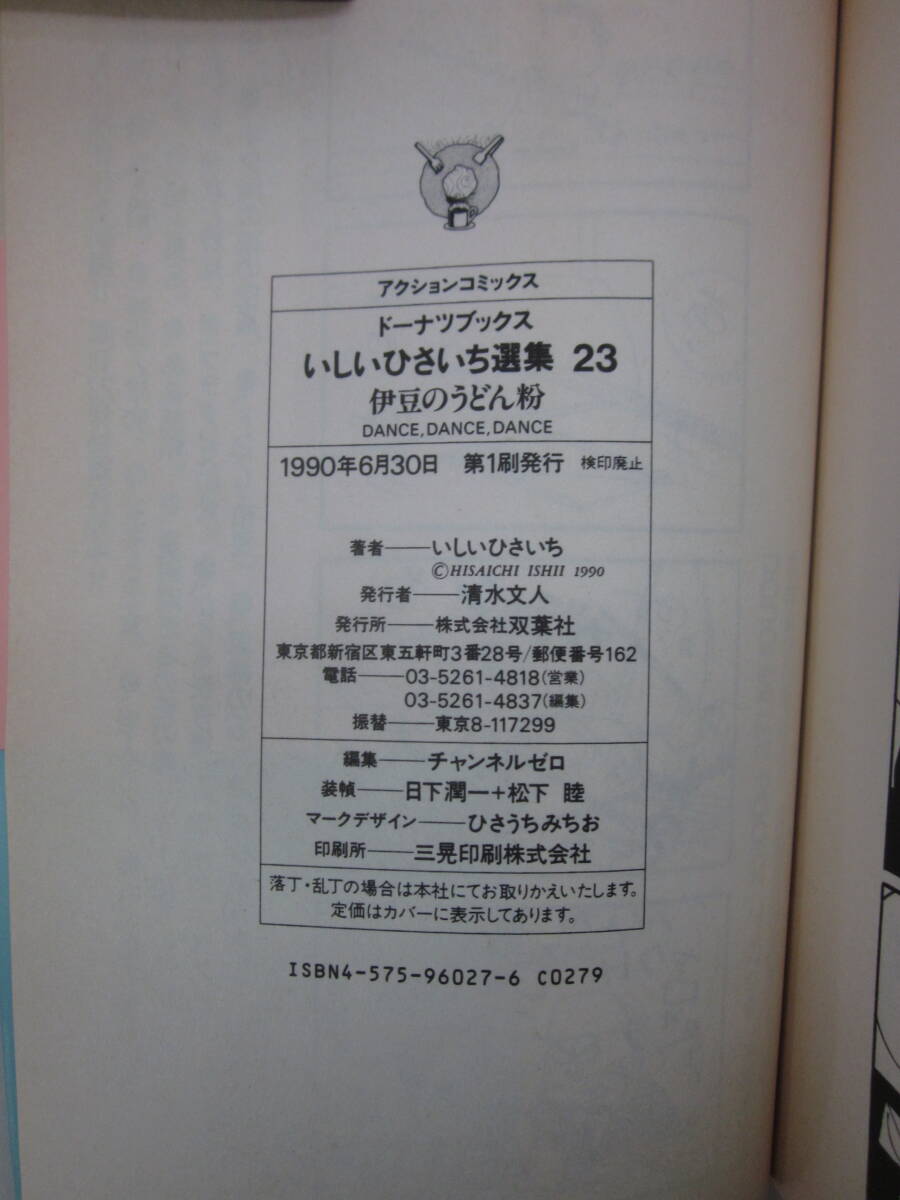 アクションコミックス
ドーナツブックス
いしいひさいち選集 23
伊豆のうどん粉
DANCE, DANCE, DANCE
1990年6月30日 第1刷発行 検印廃止
著者――いしいひさいち
©HISAICHI ISHII 1990
発行者――清水文人
発行所――株式会社双葉社
東京都新宿区東五軒町3番28号/郵便番号162
電話――03-5261-4818(営業)
03-5261-4837(編集)
振替――東京8-117299
編集――チャンネルゼロ
装幀――日下潤一+松下 睦
マークデザイン――ひさうちみちお
印刷所――三晃印刷株式会社
落丁・乱丁の場合は本社にてお取りかえいたします。
定価はカバーに表示してあります。
ISBN4-575-96027-6 C0279